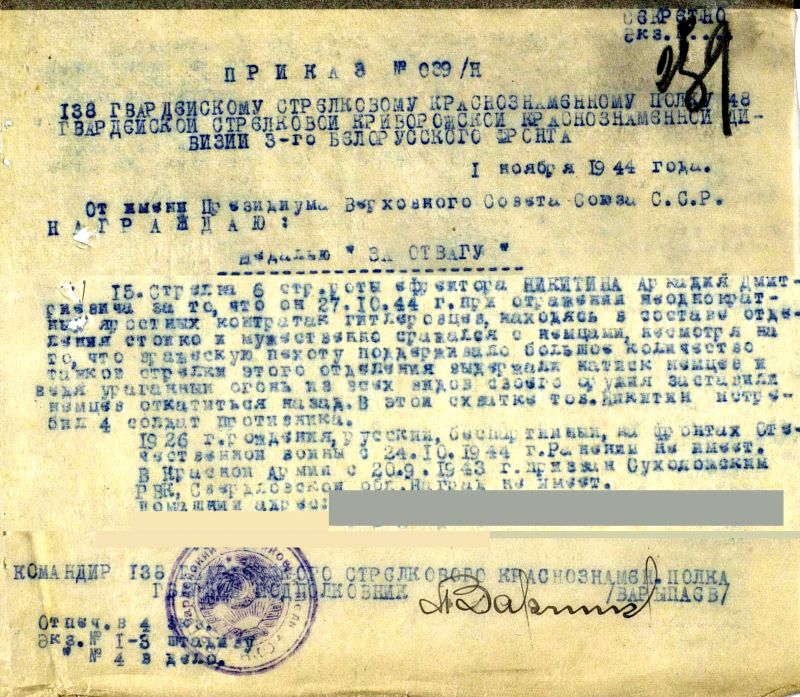 СЕКРЕТНО
Экз.
239
ПРИКАЗ № 039/Н
138 ГВАРДЕЙСКОМУ СТРЕЛКОВОМУ КРАСНОЗНАМЕННОМУ ПОЛКУ 48
ГВАРДЕЙСКОЙ СТРЕЛКОВОЙ КРИВОРОЖСКОЙ КРАСНОЗНАМЕННОЙ ДИ-
ВИЗИИ 3-го БЕЛОРУССКОГО ФРОНТА
1 ноября 1944 года.
От имени Президиума Верховного Совета Союза С.С.Р.
НАГРАЖДАЮ:
Медалью " ЗА ОТВАГУ "
15. Стрелка 6 стр.роты ефрейтора НИКИТИНА Аркадия Дмит-
риевича за то, что он 27.10.44 г.при отражении неоднократ-
ных яростных контратак гитлеровцев, находясь в составе отде-
ления стойко и мужественно сражался с немцами, несмотря на
то, что вражескую пехоту поддерживало большое количество
танков стрелки этого отделения выдержали натиск немцев и
ведя ураганный огонь из всех видов своего оружия заставили
немцев откатиться назад.В этой схватке тов.Никитин истре-
бил 4 солдат противника.
1926 г.рождения, русский, беспартийный, на фронтах Оте-
чественной войны с 24.10.1944 г.Ранений не имеет.
В Красной Армии с 20.9.1943 г.призван Сухоложским
РВК, Свердловской обл.Наград не имеет.
Домашний адрес:
КОМАНДИР 138 СТРЕЛКОВОГО КРАСНОЗНАМЕН.ПОЛКА
ПОДПОЛКОВНИК /ВАРЫПАЕВ/
Отпеч.в 4 экз.
Экз.№ 1-3 штадиву
" № 4 в дело.